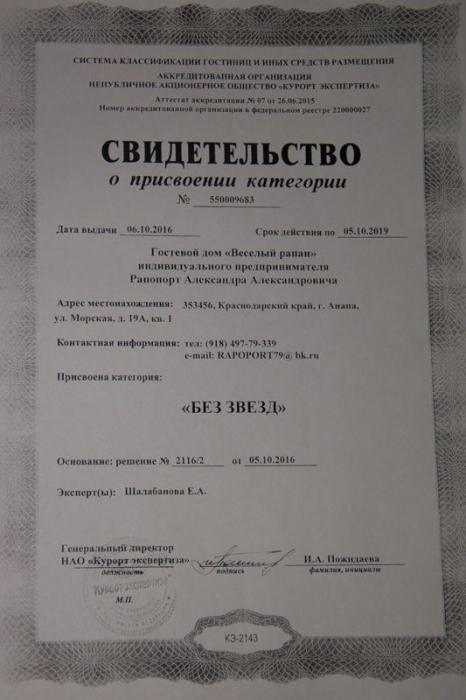 СИСТЕМА КЛАССИФИКАЦИИ ГОСТИНИЦ И ИНЫХ СРЕДСТВ РАЗМЕЩЕНИЯ
АККРЕДИТОВАННАЯ ОРГАНИЗАЦИЯ
НЕПУБЛИЧНОЕ АКЦИОНЕРНОЕ ОБЩЕСТВО «КУРОРТ ЭКСПЕРТИЗА»
Аттестат аккредитации № 07 от 26.06.2015
Номер аккредитованной организации в федеральном реестре 220000027
СВИДЕТЕЛЬСТВО
о присвоении категории
№ 550009683
Дата выдачи 06.10.2016 Срок действия по 05.10.2019
Гостевой дом «Веселый рапан»
индивидуального предпринимателя
Рапопорт Александра Александровича
Адрес местонахождения: 353456, Краснодарский край, г. Анапа,
ул. Морская, д. 19А, кв. 1
Контактная информация: тел: (918) 497-79-339
e-mail: RAPOPORT79@ bk.ru
Присвоена категория:
«БЕЗ ЗВЕЗД»
Основание: решение № 2116/2 от 05.10.2016
Эксперт(ы): Шалабанова Е.А.
Генеральный директор
НАО «Курорт экспертиза» И.А. Пожидаева
должность подпись фамилия, инициалы
КУРОРТ ЭКСПЕРТИЗА
М.П.
КЭ-2143